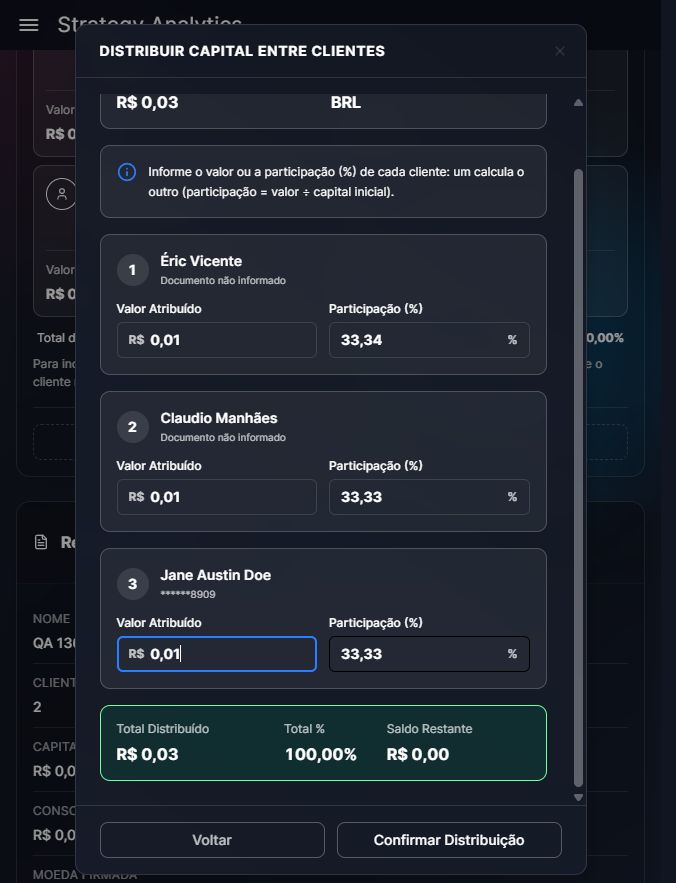 Strategy Analytics
DISTRIBUIR CAPITAL ENTRE CLIENTES
R$ 0,03 BRL
Informe o valor ou a participação (%) de cada cliente: um calcula o
outro (participação = valor ÷ capital inicial).
1
Éric Vicente
Documento não informado
Valor Atribuído Participação (%)
R$ 0,01 33,34 %
2
Claudio Manhães
Documento não informado
Valor Atribuído Participação (%)
R$ 0,01 33,33 %
3
Jane Austin Doe
******8909
Valor Atribuído Participação (%)
R$ 0,01 33,33 %
Total Distribuído Total % Saldo Restante
R$ 0,03 100,00% R$ 0,00
Voltar Confirmar Distribuição
Valor
R$ 0
Valor
R$ 0
Total d 0,00%
Para inc e o
cliente
Re
NOME
QA 130
CLIENT
2
CAPITA
R$ 0,0
CONSO
R$ 0,0
MOEDA FIRMADA